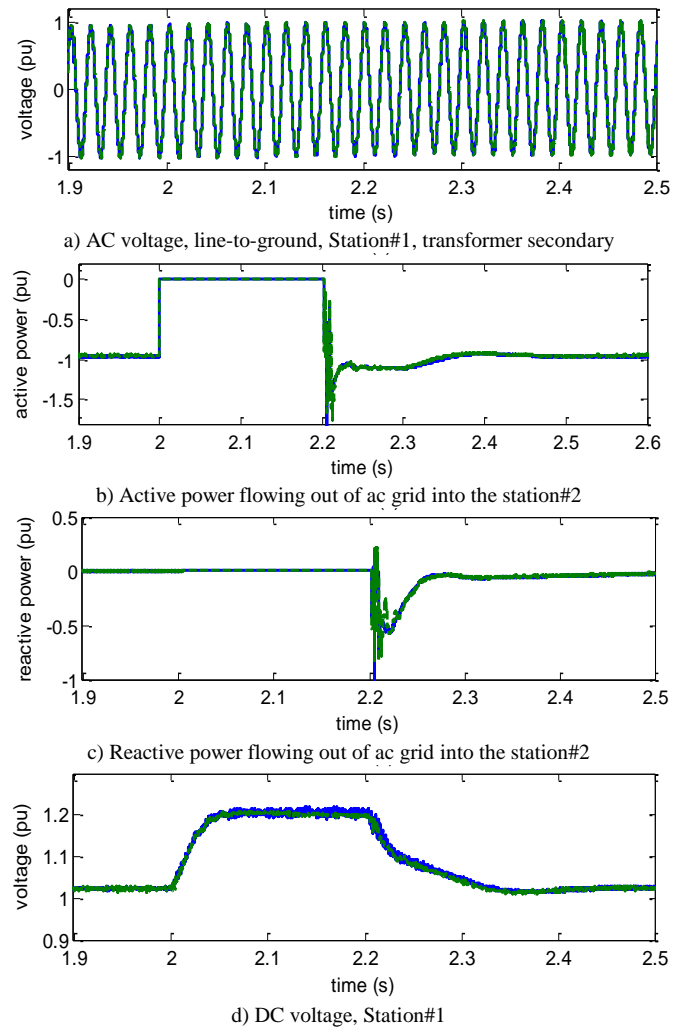 1
0
-1
voltage (pu)
1.9 2 2.1 2.2 2.3 2.4 2.5
time (s)
a) AC voltage, line-to-ground, Station#1, transformer secondary
0
-0.5
-1
-1.5
active power (pu)
1.9 2 2.1 2.2 2.3 2.4 2.5 2.6
time (s)
b) Active power flowing out of ac grid into the station#2
0.5
0
-0.5
-1
reactive power (pu)
1.9 2 2.1 2.2 2.3 2.4 2.5
time (s)
c) Reactive power flowing out of ac grid into the station#2
1.2
1.1
1
0.9
voltage (pu)
1.9 2 2.1 2.2 2.3 2.4 2.5
time (s)
d) DC voltage, Station#1